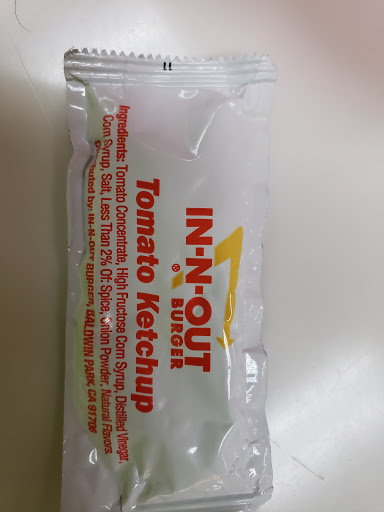 IN-N-OUT
® BURGER
Tomato Ketchup
Ingredients: Tomato Concentrate, High Fructose Corn Syrup, Distilled Vinegar,
Corn Syrup, Salt, Less Than 2% Of: Spice, Onion Powder, Natural Flavors.
Distributed by: IN-N-OUT BURGER, BALDWIN PARK, CA 91706